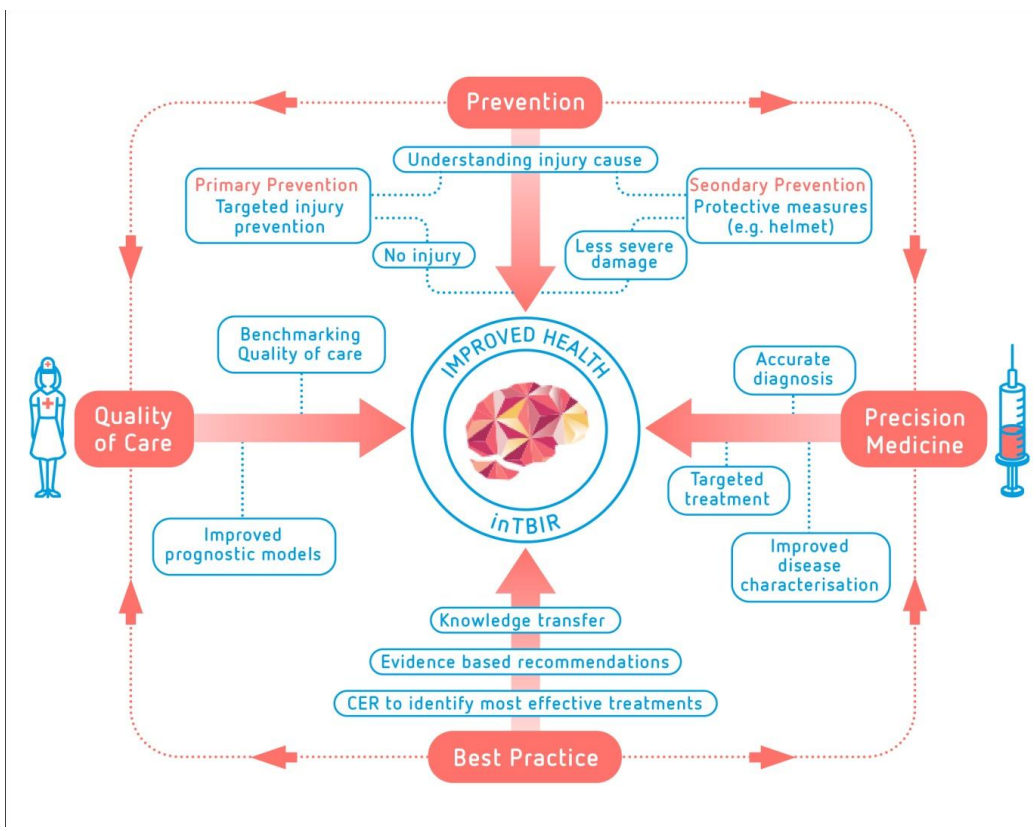 Prevention
Understanding injury cause
Primary Prevention
Targeted injury
prevention
Seondary Prevention
Protective measures
(e.g. helmet)
No injury
Less severe
damage
IMPROVED HEALTH
inTBIR
Benchmarking
Quality of care
Quality
of Care
Improved
prognostic models
Accurate
diagnosis
Precision
Medicine
Targeted
treatment
Improved
disease
characterisation
Knowledge transfer
Evidence based recommendations
CER to identify most effective treatments
Best Practice